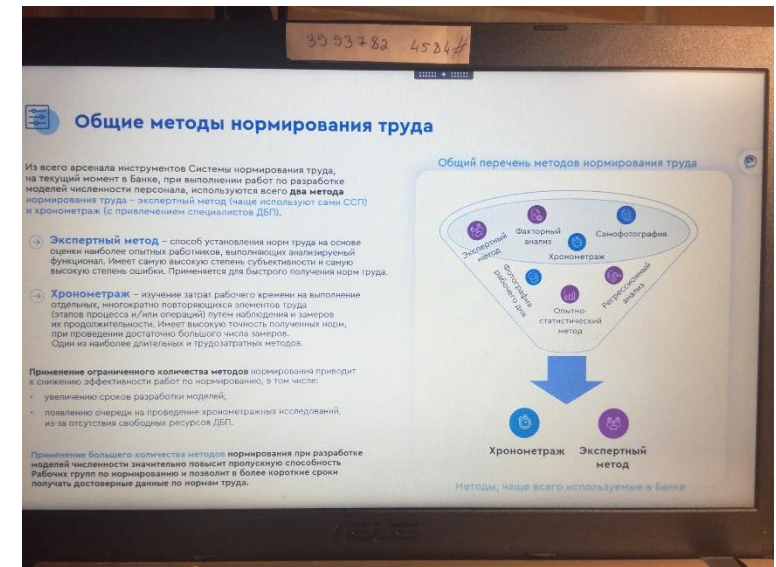 3993782 4584#
Общие методы нормирования труда
Из всего арсенала инструментов Системы нормирования труда,
на текущий момент в Банке, при выполнении работ по разработке
моделей численности персонала, используются всего два метода
нормирования труда – экспертный метод (чаще используют сами ССП)
и хронометраж (с привлечением специалистов ДБП).
Экспертный метод – способ установления норм труда на основе
оценки наиболее опытных работников, выполняющих анализируемый
функционал. Имеет самую высокую степень субъективности и самую
высокую степень ошибки. Применяется для быстрого получения норм труда.
Хронометраж – изучение затрат рабочего времени на выполнение
отдельных, многократно повторяющихся элементов труда
(этапов процесса и/или операций) путем наблюдения и замеров
их продолжительности. Имеет высокую точность полученных норм,
при проведении достаточно большого числа замеров.
Один из наиболее длительных и трудозатратных методов.
Применение ограниченного количества методов нормирования приводит
к снижению эффективности работ по нормированию, в том числе:
• увеличению сроков разработки моделей;
• появлению очереди на проведение хронометражных исследований,
из-за отсутствия свободных ресурсов ДБП.
Применение большего количества методов нормирования при разработке
моделей численности значительно повысит пропускную способность
Рабочих групп по нормированию и позволит в более короткие сроки
получать достоверные данные по нормам труда.
Общий перечень методов нормирования труда
Экспертный
метод
Факторный
анализ
Самофотография
Хронометраж
Фотография
рабочего дня
Опытно-
статистический
метод
Регрессионный
анализ
Хронометраж
Экспертный
метод
Методы, чаще всего используемые в Банке
ASUS